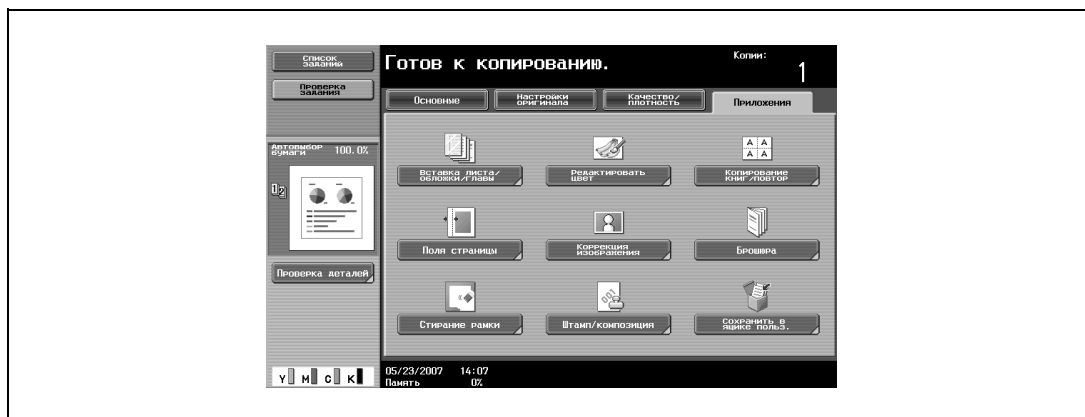 Список
заданий
Готов к копированию.
Копии:
1
Проверка
задания
Основные
Настройки
оригинала
Качество/
плотность
Приложения
Автовыбор
бумаги 100.0%
12
Вставка листа/
обложки/главы
Редактировать
цвет
A A
A A
Копирование
книг/повтор
Поля страницы
Коррекция
изображения
Брошюра
Проверка деталей
001
Стирание рамки
Штамп/композиция
Сохранить в
ящике польз.
Y M C K
05/23/2007 14:07
Память 0%